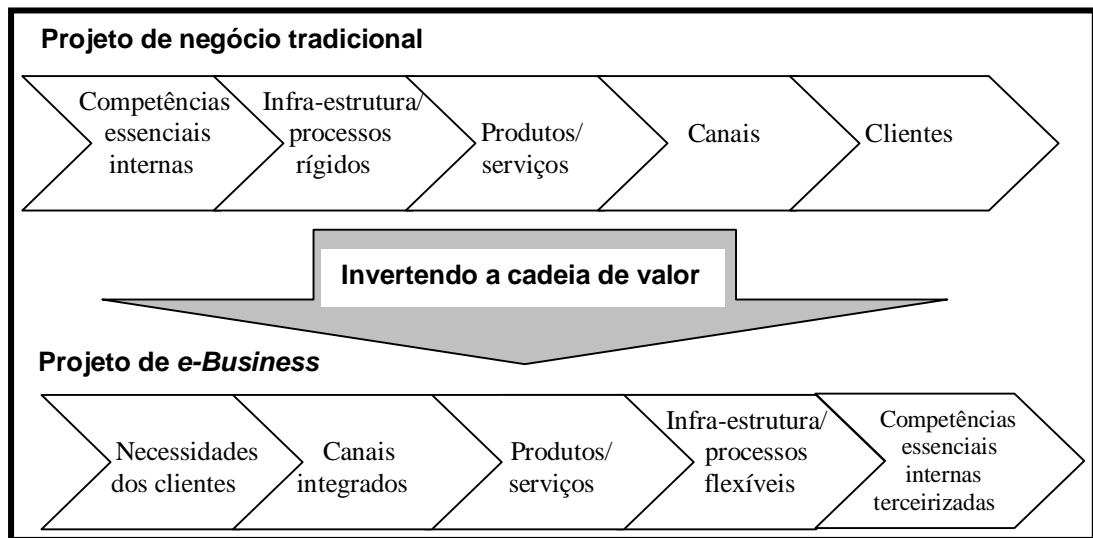 Projeto de negócio tradicional
Competências
essenciais
internas
Infra-estrutura/
processos
rígidos
Produtos/
serviços
Canais
Clientes
Invertendo a cadeia de valor
Projeto de e-Business
Necessidades
dos clientes
Canais
integrados
Produtos/
serviços
Infra-estrutura/
processos
flexíveis
Competências
essenciais
internas
terceirizadas